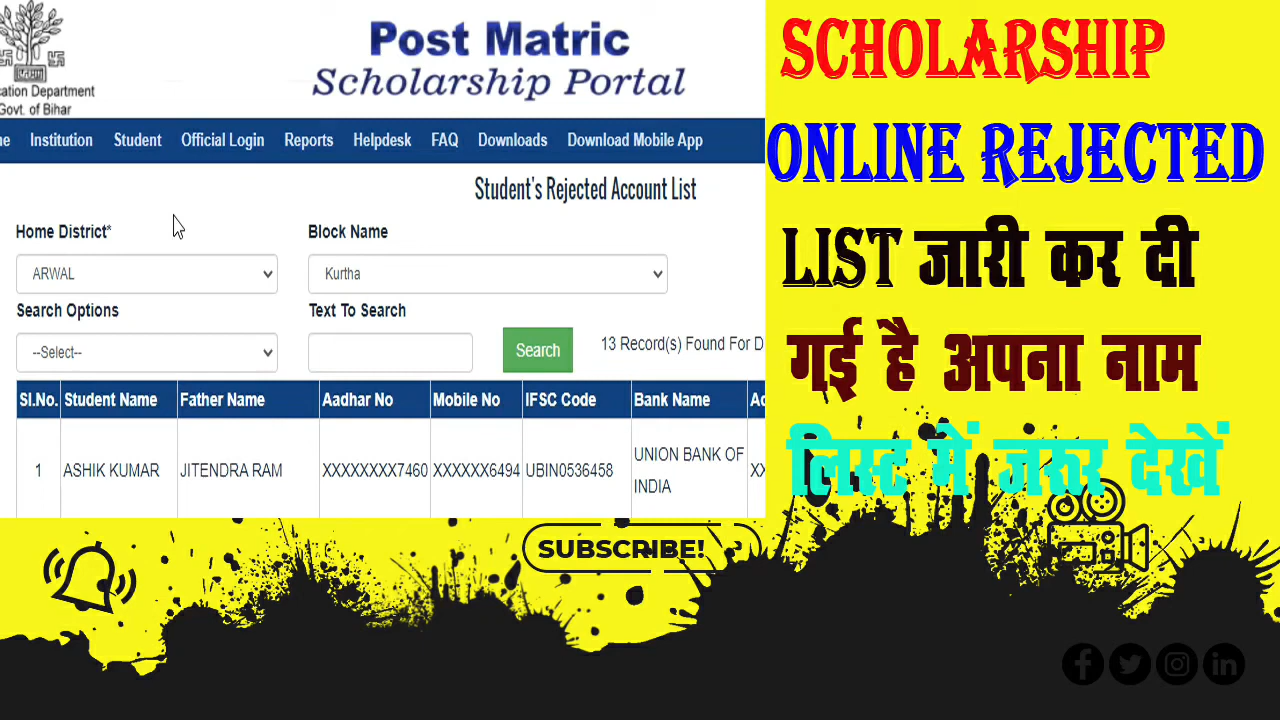 Post Matric
Scholarship Portal
cation Department
Govt. of Bihar
Institution Student Official Login Reports Helpdesk FAQ Downloads Download Mobile App
Student's Rejected Account List
Home District* Block Name
ARWAL Kurtha
Search Options Text To Search
--Select-- Search 13 Record(s) Found For D
Sl.No. Student Name Father Name Aadhar No Mobile No IFSC Code Bank Name Ac
1 ASHIK KUMAR JITENDRA RAM XXXXXXXX7460 XXXXXX6494 UBIN0536458 UNION BANK OF INDIA XX
SCHOLARSHIP
ONLINE REJECTED
LIST जारी कर दी
गई है अपना नाम
लिस्ट में जरुर देखें
SUBSCRIBE!